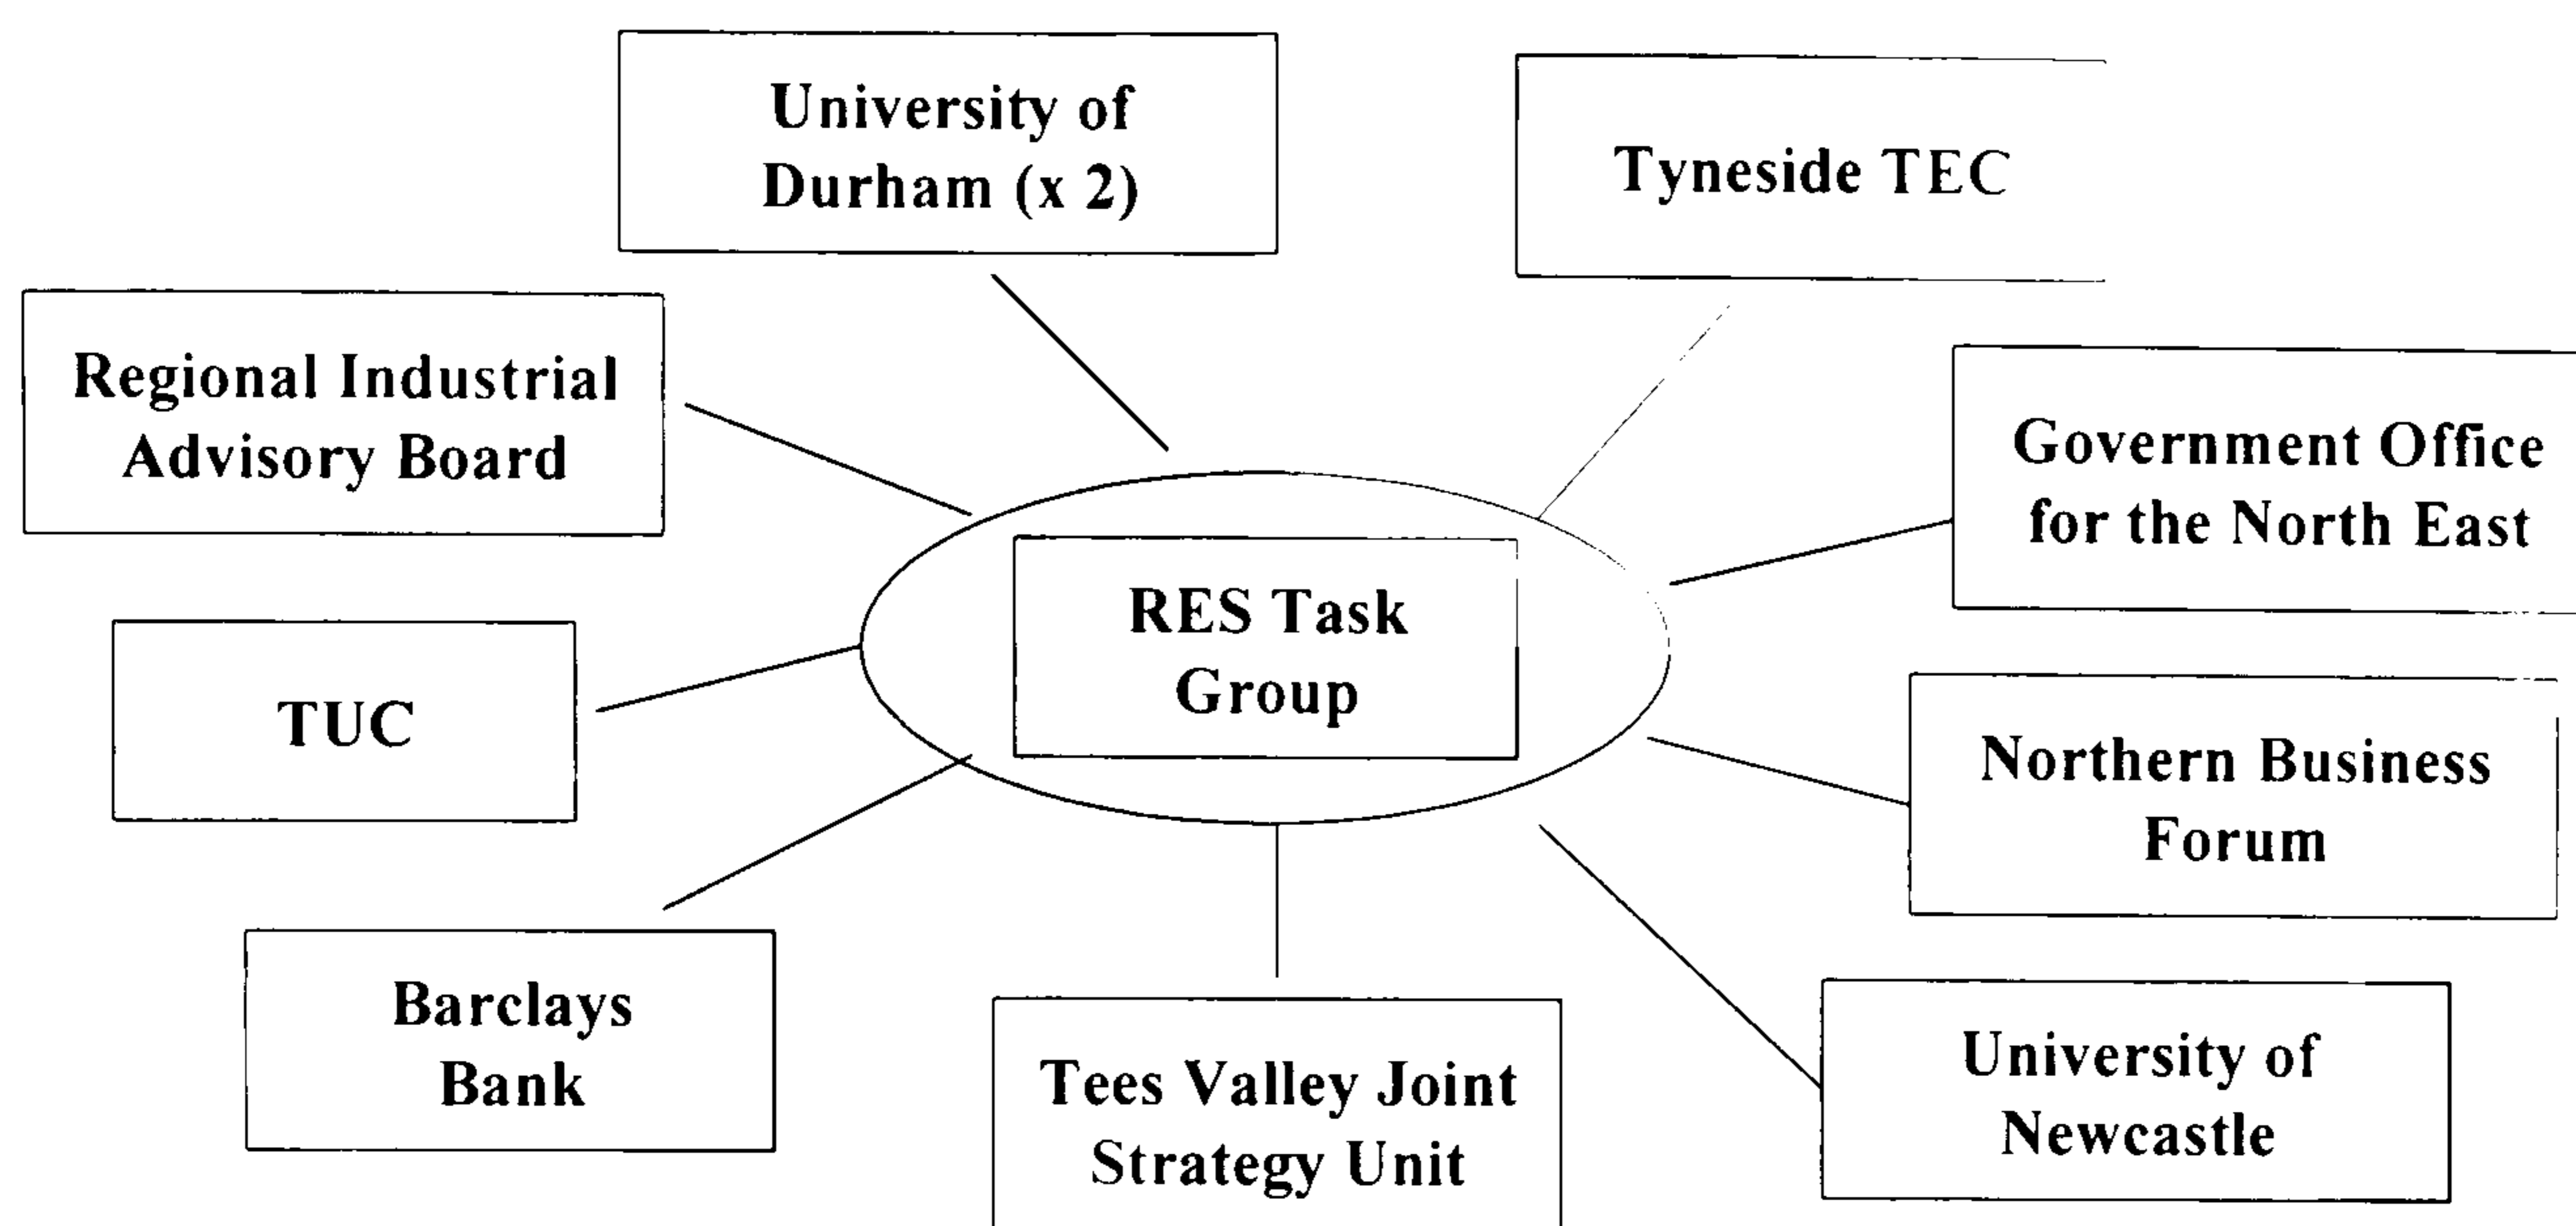 University of
Durham (x 2)
Tyneside TEC
Regional Industrial
Advisory Board
Government Office
for the North East
RES Task
Group
TUC
Northern Business
Forum
Barclays
Bank
Tees Valley Joint
Strategy Unit
University of
Newcastle